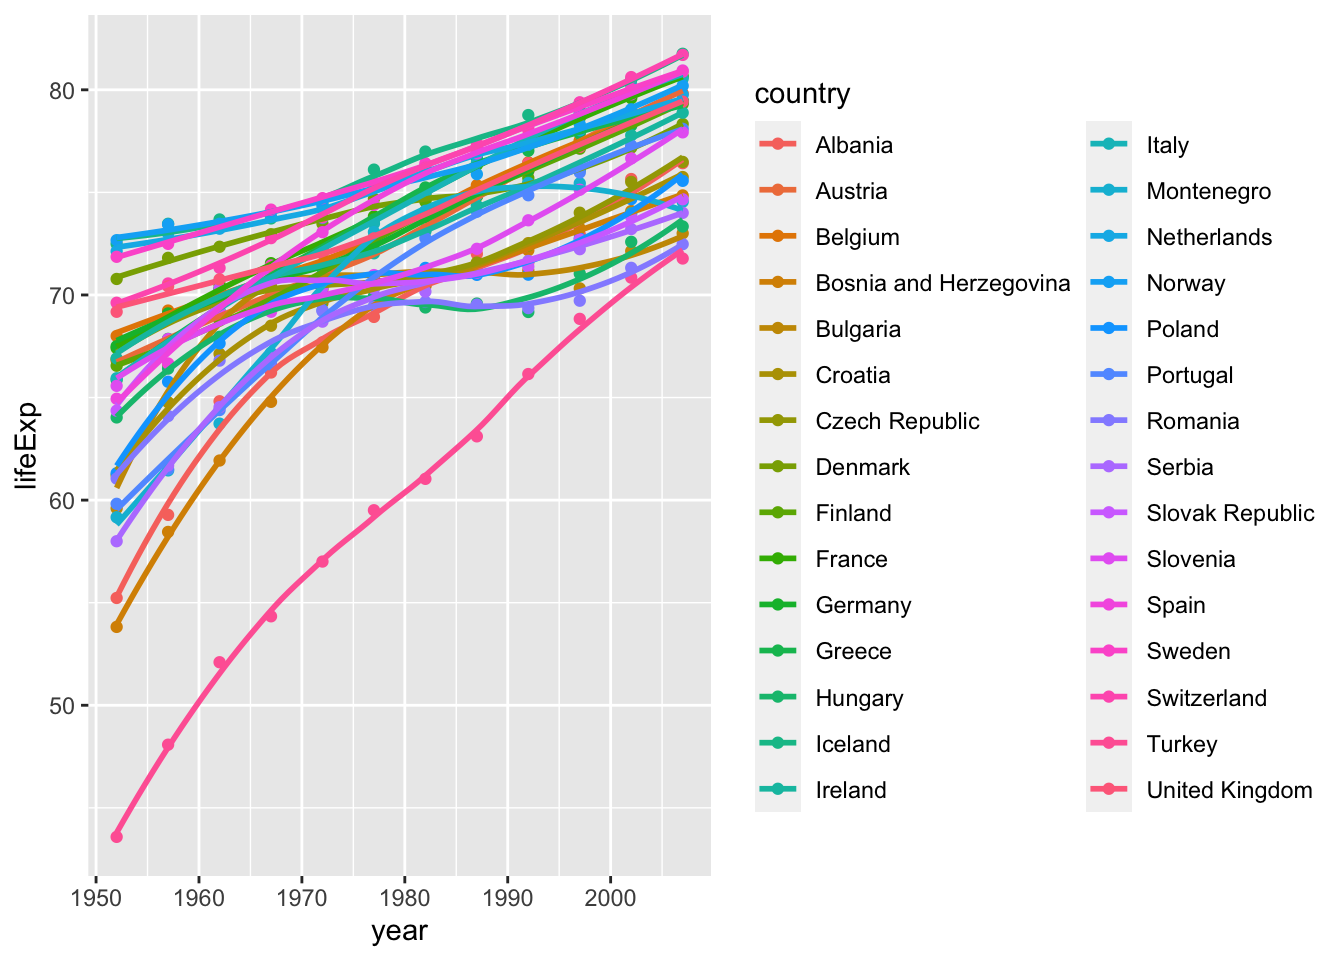 80
70
60
50
lifeExp
1950 1960 1970 1980 1990 2000
year
country
Albania
Austria
Belgium
Bosnia and Herzegovina
Bulgaria
Croatia
Czech Republic
Denmark
Finland
France
Germany
Greece
Hungary
Iceland
Ireland
Italy
Montenegro
Netherlands
Norway
Poland
Portugal
Romania
Serbia
Slovak Republic
Slovenia
Spain
Sweden
Switzerland
Turkey
United Kingdom